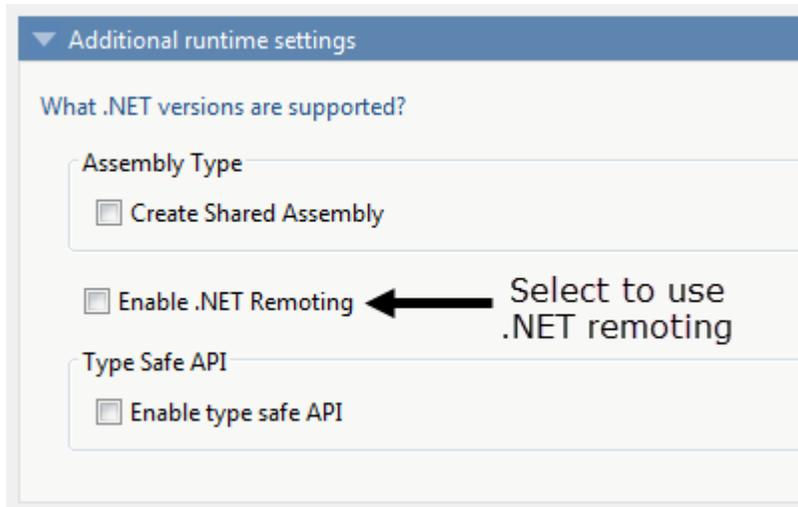 Additional runtime settings
What .NET versions are supported?
Assembly Type
Create Shared Assembly
Enable .NET Remoting
Select to use
.NET remoting
Type Safe API
Enable type safe API